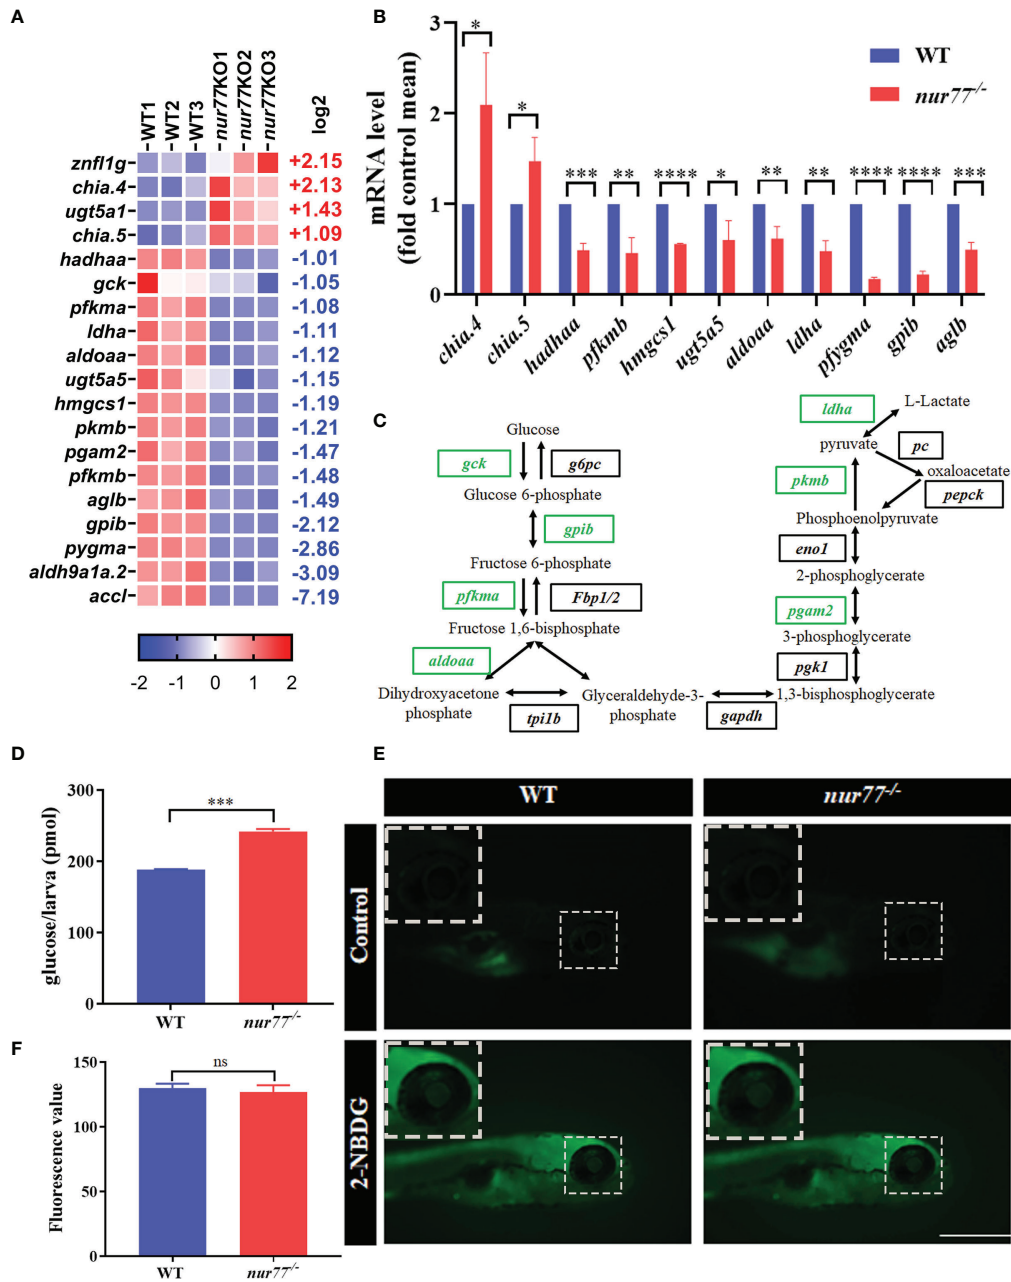 A
WT1
WT2
WT3
nur77KO1
nur77KO2
nur77KO3
log2
znfl1g +2.15
chia.4 +2.13
ugt5a1 +1.43
chia.5 +1.09
hadhaa -1.01
gck -1.05
pfkma -1.08
ldha -1.11
aldoaa -1.12
ugt5a5 -1.15
hmgcs1 -1.19
pkmb -1.21
pgam2 -1.47
pfkmb -1.48
aglb -1.49
gpib -2.12
pygma -2.86
aldh9a1a.2 -3.09
accl -7.19
-2 -1 0 1 2
B
mRNA level
(fold control mean)
3
2
1
0
* * *** ** **** * ** ** **** **** ***
WT
nur77-/-
chia.4 chia.5 hadhaa pfkmb hmgcs1 ugt5a5 aldoaa ldha pfygma gpib aglb
C
Glucose
gck g6pc
Glucose 6-phosphate
gpib
Fructose 6-phosphate
pfkma Fbp1/2
Fructose 1,6-bisphosphate
aldoaa
Dihydroxyacetone
phosphate
tpi1b
Glyceraldehyde-3-
phosphate
gapdh
1,3-bisphosphoglycerate
pgk1
3-phosphoglycerate
pgam2
2-phosphoglycerate
eno1
Phosphoenolpyruvate
pkmb
pepck
oxaloacetate
pc
pyruvate
ldha
L-Lactate
D
glucose/larva (pmol)
300
200
100
0
***
WT nur77-/-
E
WT nur77-/-
Control
2-NBDG
F
Fluorescence value
150
100
50
0
ns
WT nur77-/-